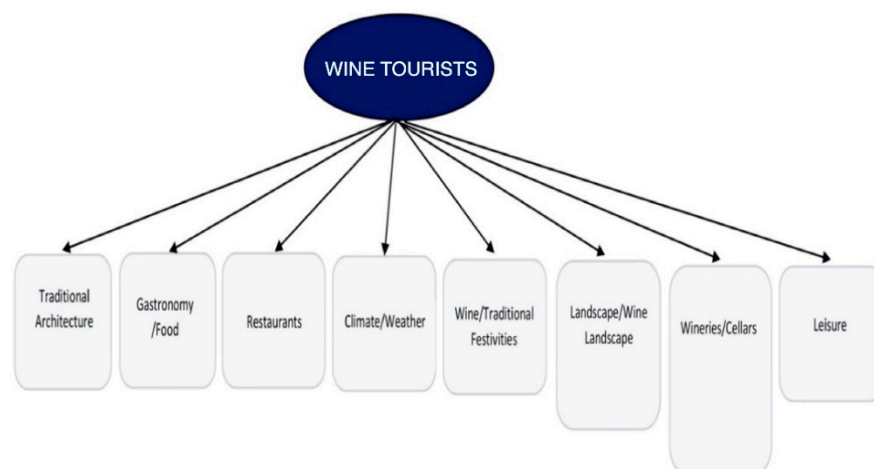 WINE TOURISTS
Traditional
Architecture
Gastronomy
/Food
Restaurants
Climate/Weather
Wine/Traditional
Festivities
Landscape/Wine
Landscape
Wineries/Cellars
Leisure